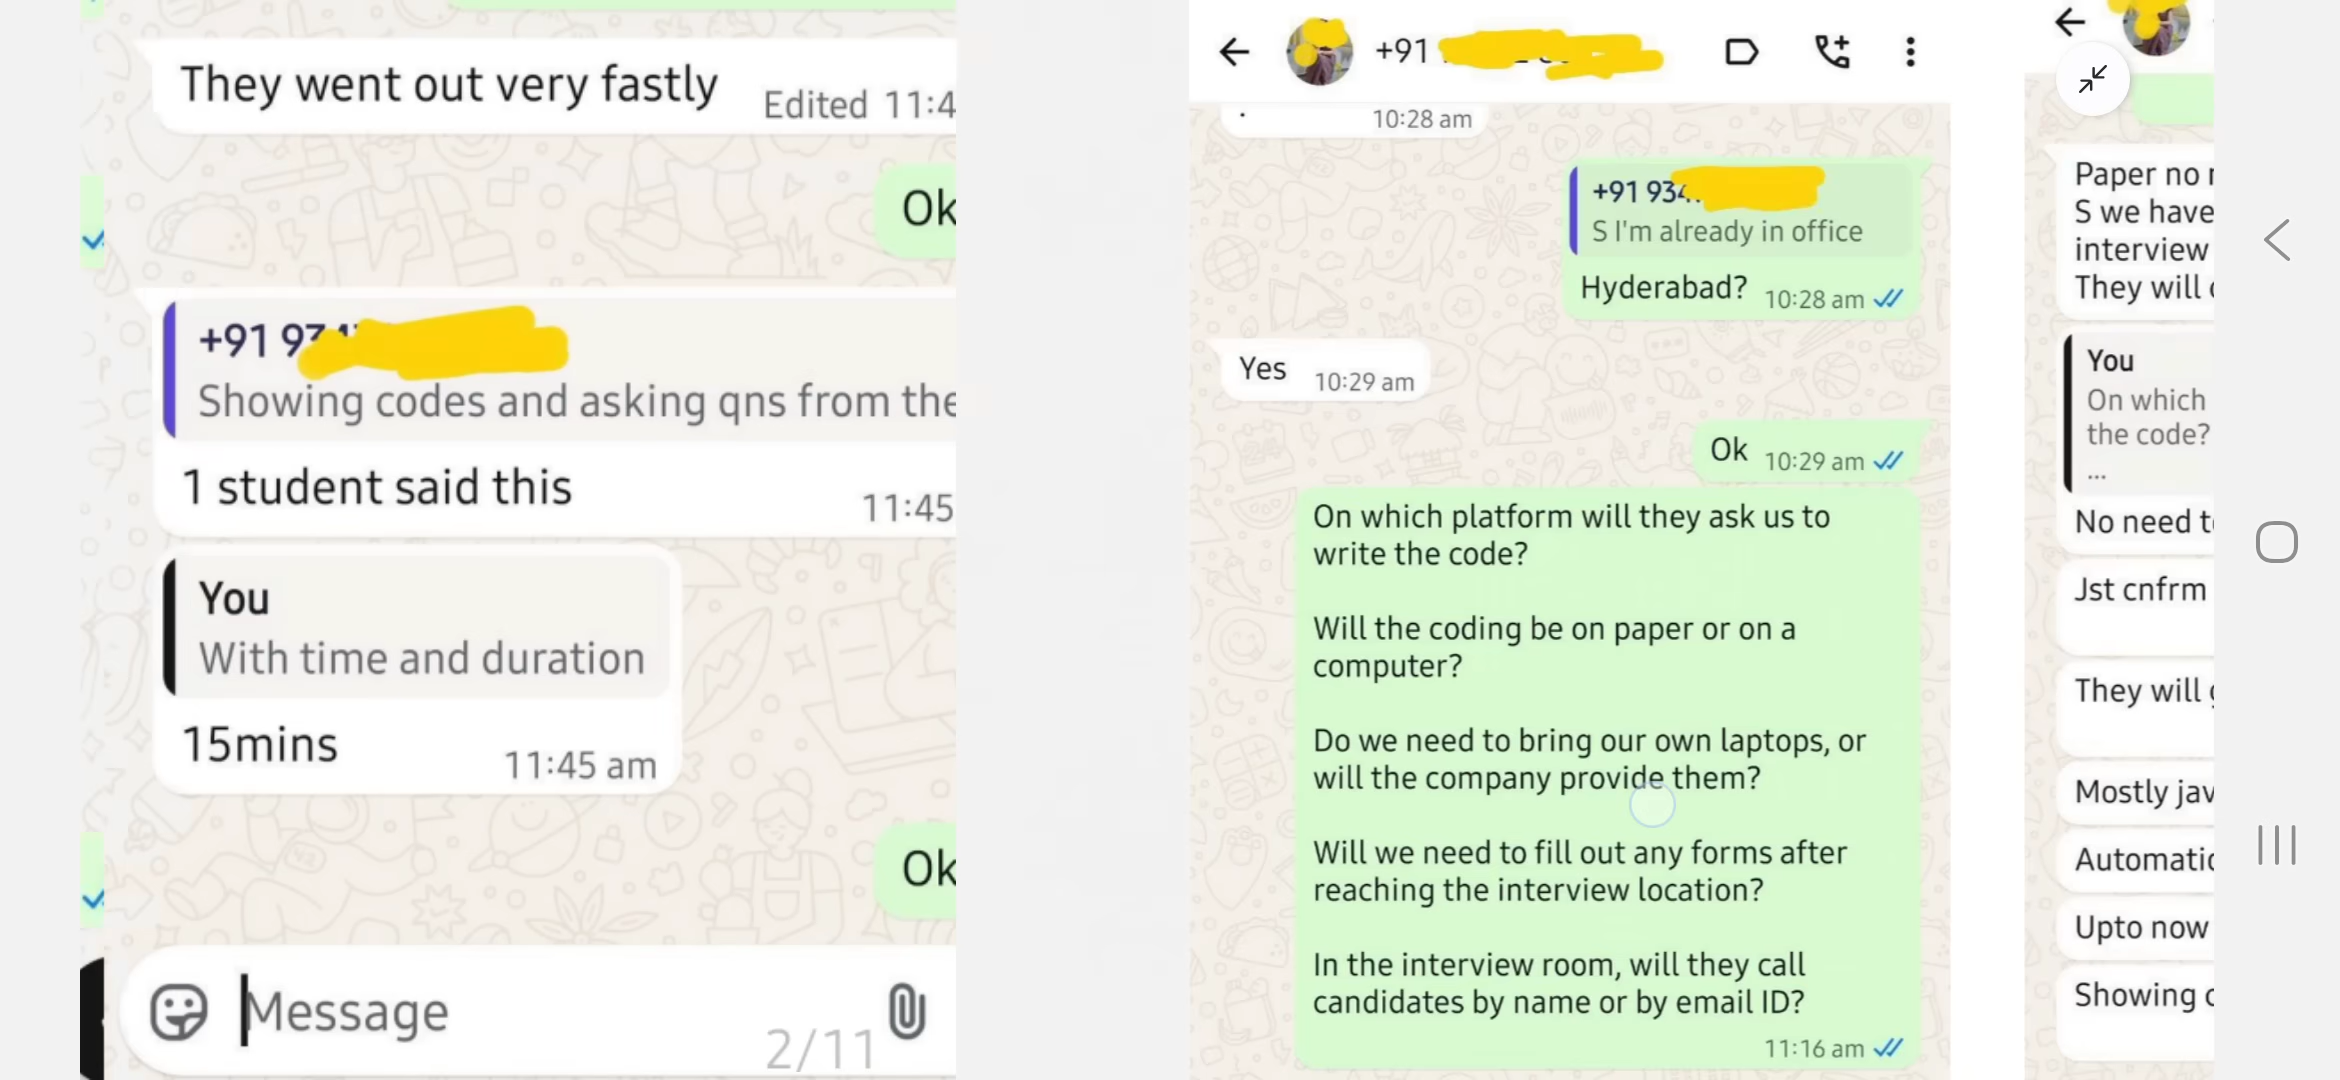 They went out very fastly
Edited 11:4
Ok
+91 9
Showing codes and asking qns from the
1 student said this
11:45
You
With time and duration
15mins
11:45 am
Ok
Message
2/11
+91
10:28 am
+91 934
S I'm already in office
Hyderabad?
10:28 am
Yes
10:29 am
Ok
10:29 am
On which platform will they ask us to
write the code?
Will the coding be on paper or on a
computer?
Do we need to bring our own laptops, or
will the company provide them?
Will we need to fill out any forms after
reaching the interview location?
In the interview room, will they call
candidates by name or by email ID?
11:16 am
Paper no
S we have
interview
They will
You
On which
the code?
...
No need
Jst cnfrm
They will
Mostly jav
Automatic
Upto now
Showing